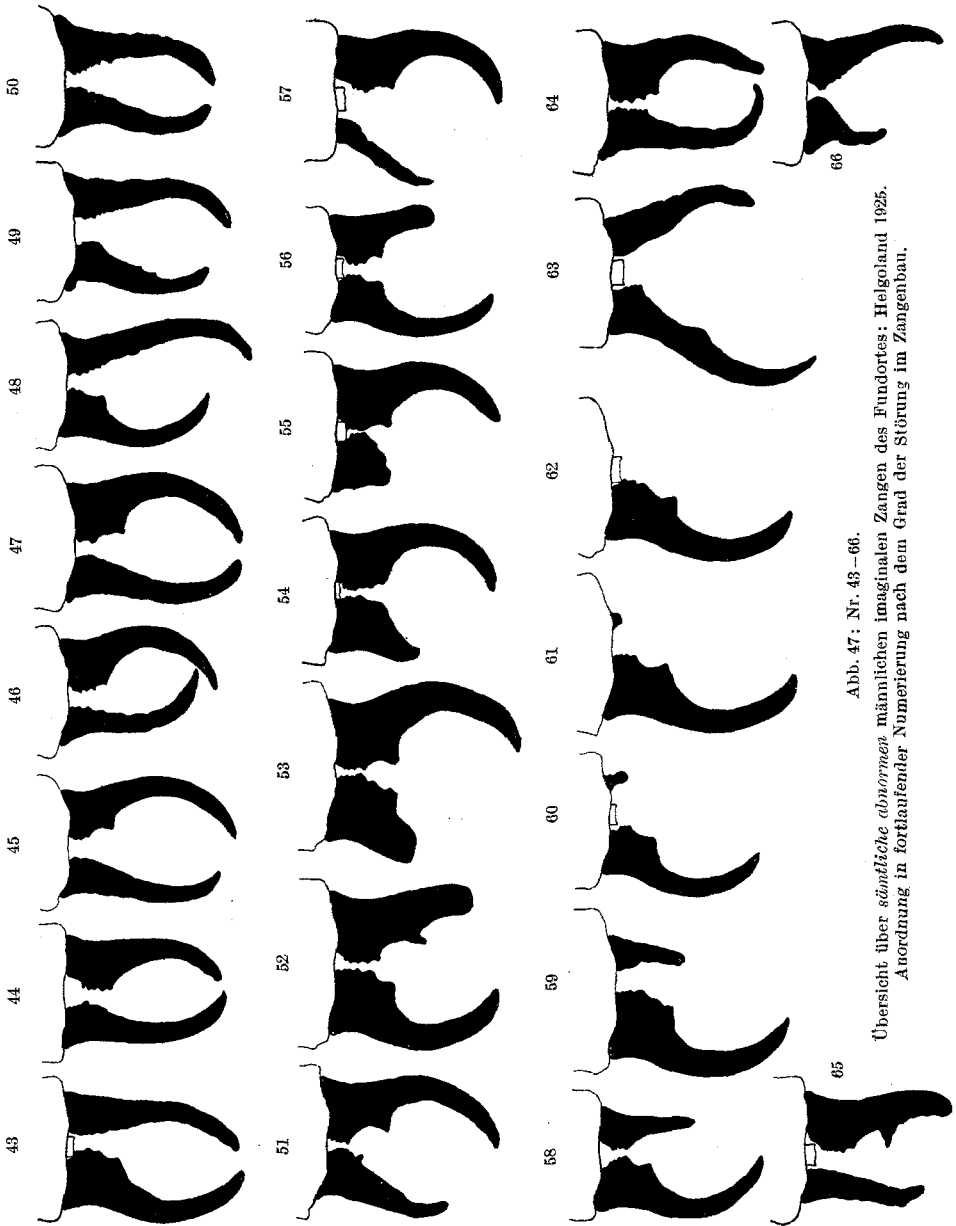 43 44 45 46 47 48 49 50
51 52 53 54 55 56 57
58 59 60 61 62 63 64
65 66
Abb. 47: Nr. 43–66.
Übersicht über sämtliche abnormen männlichen imaginalen Zangen des Fundortes: Helgoland 1925.
Anordnung in fortlaufender Numerierung nach dem Grad der Störung im Zangenbau.